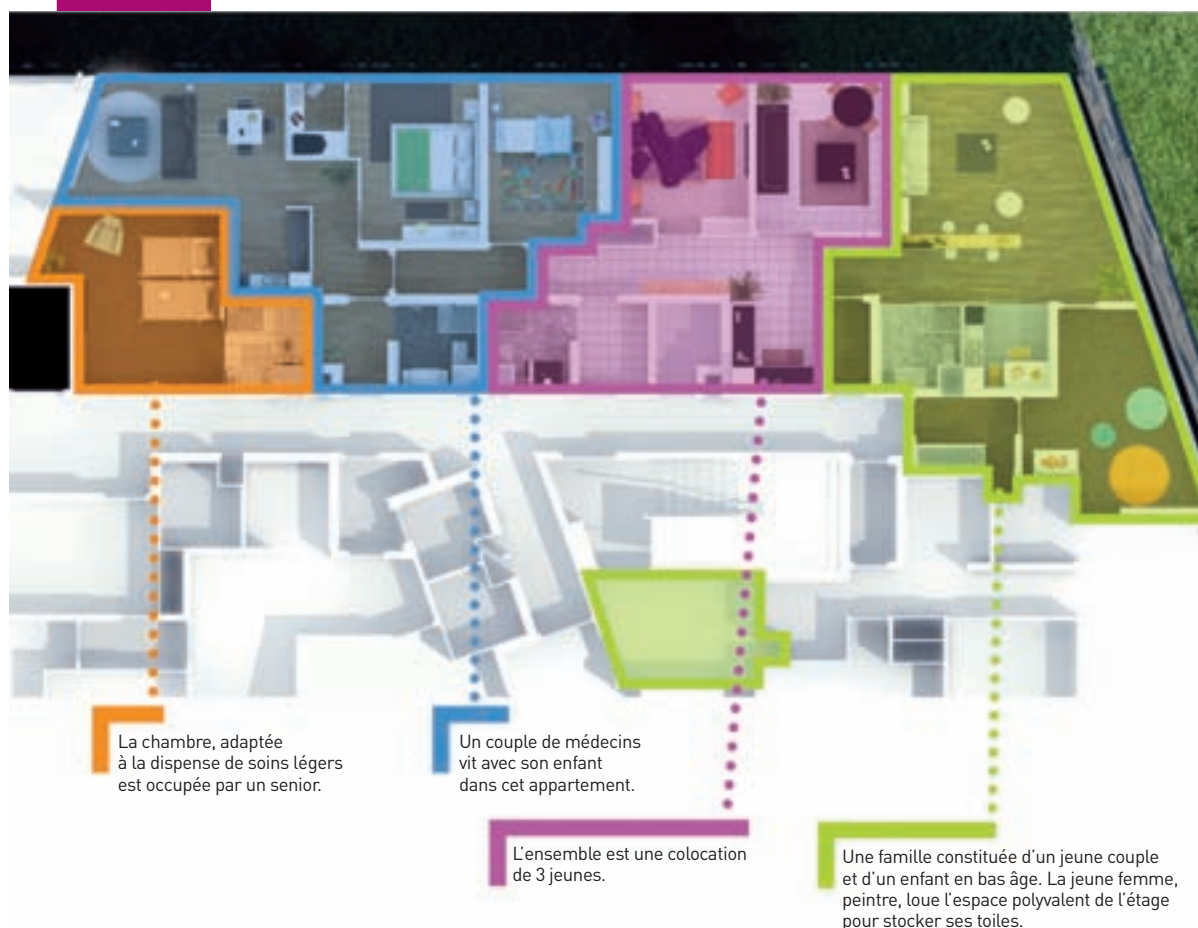 La chambre, adaptée
à la dispense de soins légers
est occupée par un senior.
Un couple de médecins
vit avec son enfant
dans cet appartement.
L’ensemble est une colocation
de 3 jeunes.
Une famille constituée d’un jeune couple
et d’un enfant en bas âge. La jeune femme,
peintre, loue l’espace polyvalent de l’étage
pour stocker ses toiles.